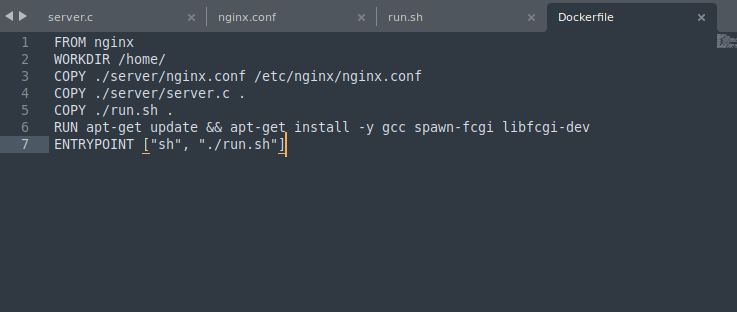 server.c nginx.conf run.sh Dockerfile
1 FROM nginx
2 WORKDIR /home/
3 COPY ./server/nginx.conf /etc/nginx/nginx.conf
4 COPY ./server/server.c .
5 COPY ./run.sh .
6 RUN apt-get update && apt-get install -y gcc spawn-fcgi libfcgi-dev
7 ENTRYPOINT ["sh", "./run.sh"]